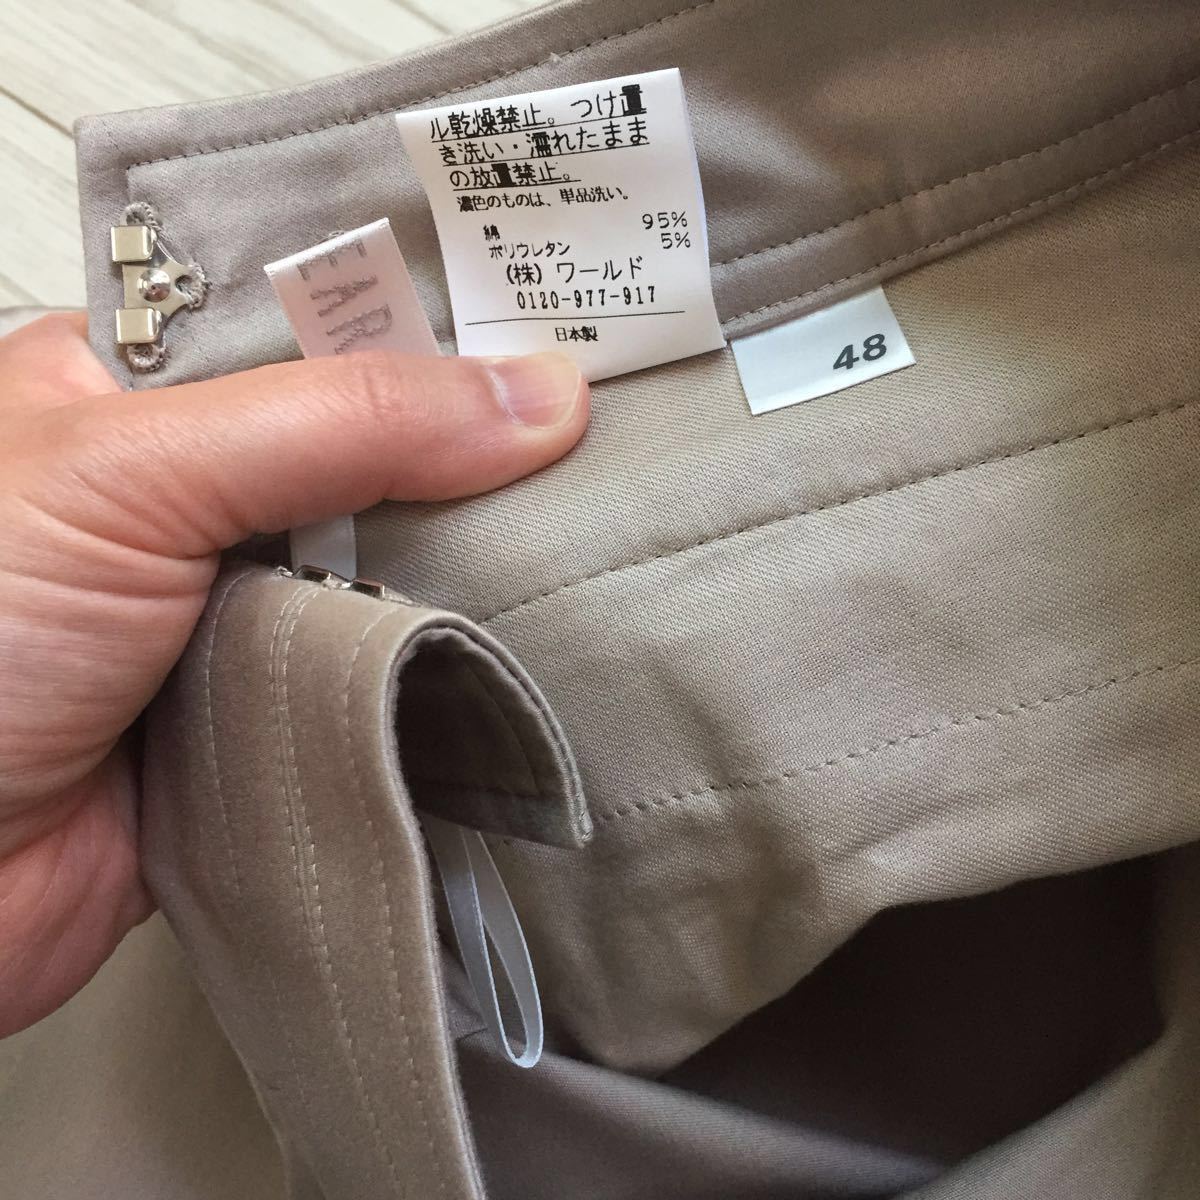 ル乾燥禁止。つけ置
き洗い・濡れたまま
の放置禁止。
濃色のものは、単品洗い。
綿 95%
ポリウレタン 5%
(株)ワールド
0120-977-917
日本製
48